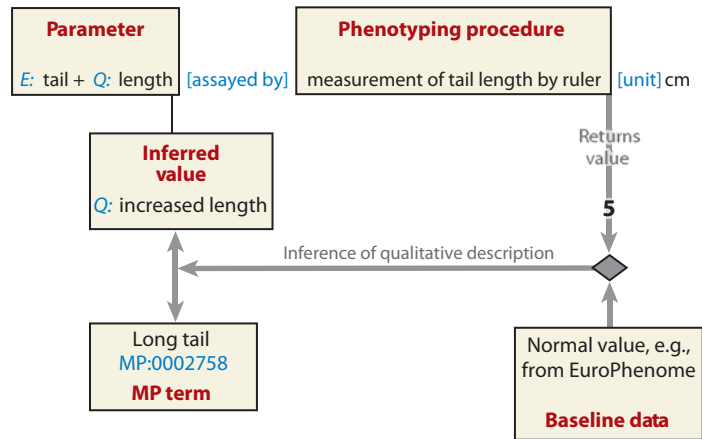 Parameter
E: tail + Q: length
[assayed by]
Phenotyping procedure
measurement of tail length by ruler
[unit] cm
Inferred
value
Q: increased length
Returns
value
5
Inference of qualitative description
Long tail
MP:0002758
MP term
Normal value, e.g.,
from EuroPhenome
Baseline data